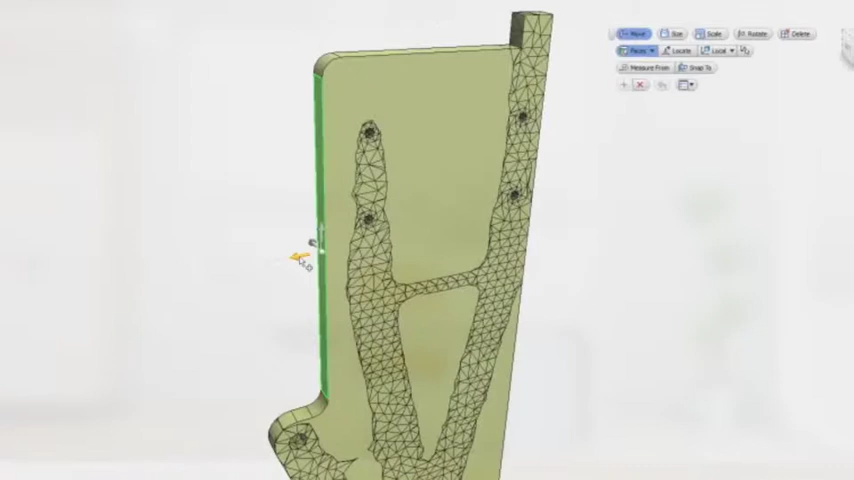 Move Size Scale Rotate Delete
Faces Locate Local
Measure From Snap To